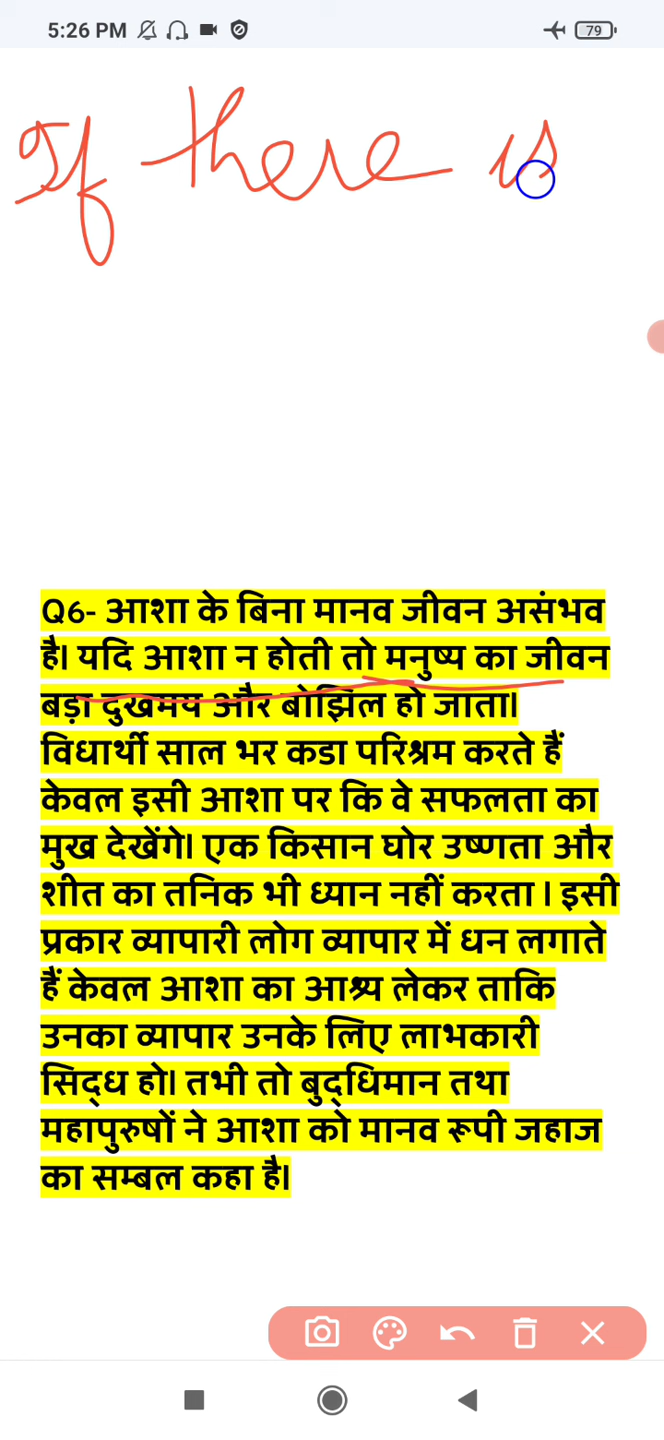 5:26 PM
79
If there is
Q6- आशा के बिना मानव जीवन असंभव
है। यदि आशा न होती तो मनुष्य का जीवन
बड़ा दुखमय और बोझिल हो जाता।
विधार्थी साल भर कडा परिश्रम करते हैं
केवल इसी आशा पर कि वे सफलता का
मुख देखेंगे। एक किसान घोर उष्णता और
शीत का तनिक भी ध्यान नहीं करता । इसी
प्रकार व्यापारी लोग व्यापार में धन लगाते
हैं केवल आशा का आश्र्य लेकर ताकि
उनका व्यापार उनके लिए लाभकारी
सिद्ध हो। तभी तो बुद्धिमान तथा
महापुरुषों ने आशा को मानव रूपी जहाज
का सम्बल कहा है।